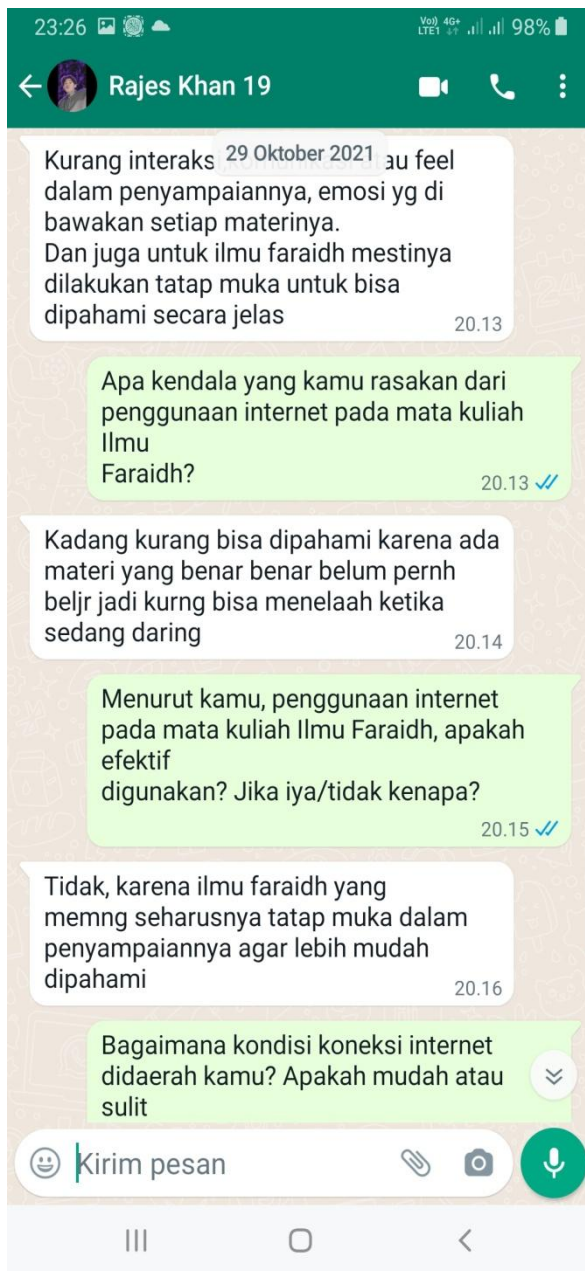 23:26
Voo) 4G+ 98%
LTE1
Rajes Khan 19
29 Oktober 2021
Kurang interaksi au feel
dalam penyampaiannya, emosi yg di
bawakan setiap materinya.
Dan juga untuk ilmu faraidh mestinya
dilakukan tatap muka untuk bisa
dipahami secara jelas
20.13
Apa kendala yang kamu rasakan dari
penggunaan internet pada mata kuliah
Ilmu
Faraidh?
20.13
Kadang kurang bisa dipahami karena ada
materi yang benar benar belum pernh
beljr jadi kurng bisa menelaah ketika
sedang daring
20.14
Menurut kamu, penggunaan internet
pada mata kuliah Ilmu Faraidh, apakah
efektif
digunakan? Jika iya/tidak kenapa?
20.15
Tidak, karena ilmu faraidh yang
memng seharusnya tatap muka dalam
penyampaiannya agar lebih mudah
dipahami
20.16
Bagaimana kondisi koneksi internet
didaerah kamu? Apakah mudah atau
sulit
Kirim pesan